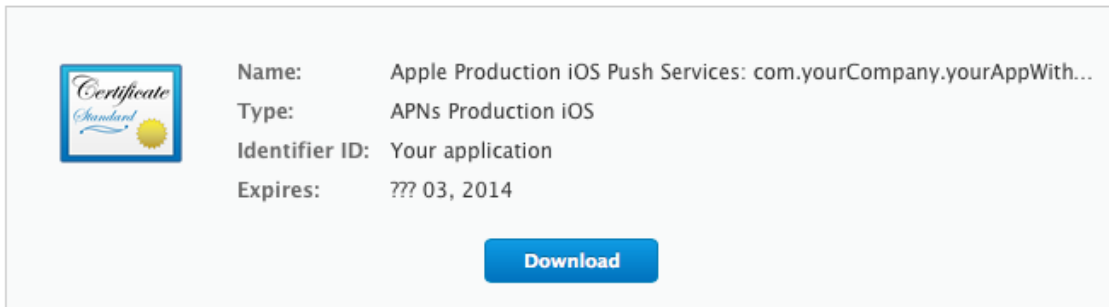 Certificate
Standard
Name: Apple Production iOS Push Services: com.yourCompany.yourAppWith...
Type: APNs Production iOS
Identifier ID: Your application
Expires: ??? 03, 2014
Download